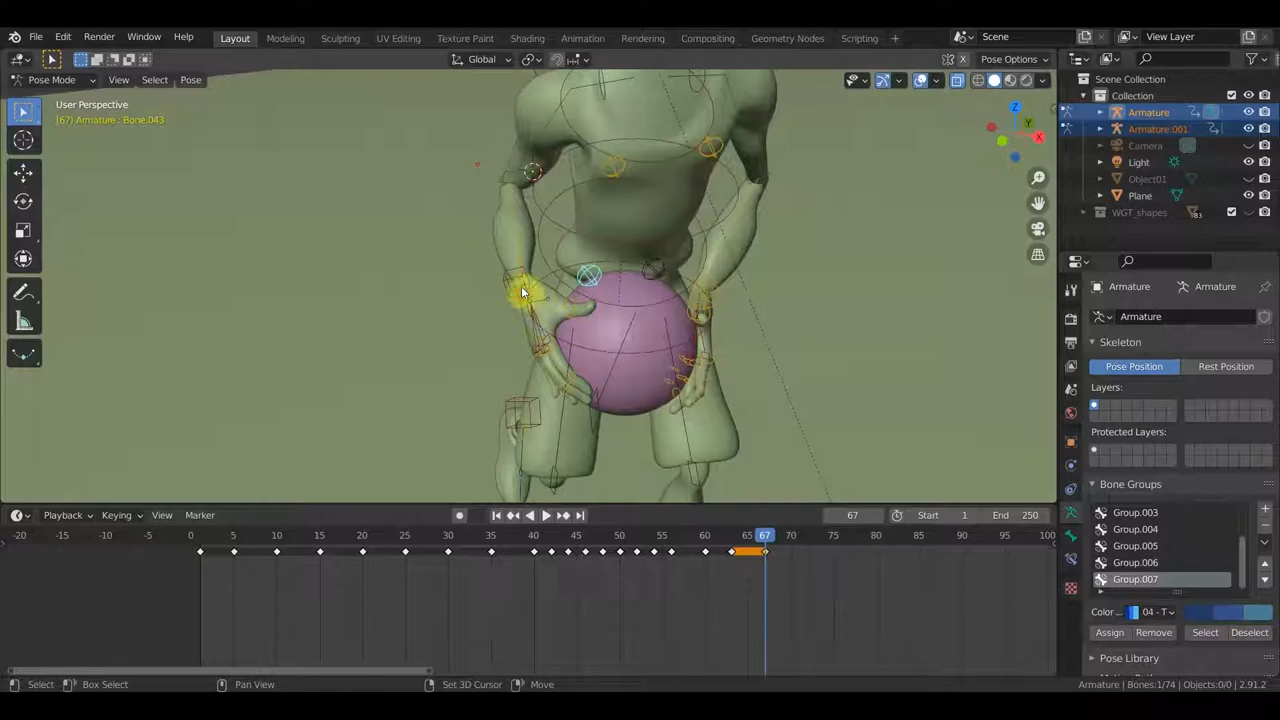 File Edit Render Window Help Layout Modeling Sculpting UV Editing Texture Paint Shading Animation Rendering Compositing Geometry Nodes Scripting + Scene View Layer
Global Pose Options
Pose Mode View Select Pose
User Perspective
(67) Armature : Bone.043
Z
Y
X
Scene Collection
Collection
Armature
Armature.001
Camera
Light
Object01
Plane
WGT_shapes 83
Armature Armature
Armature
Skeleton
Pose Position Rest Position
Layers:
Protected Layers:
Bone Groups
Group.003
Group.004
Group.005
Group.006
Group.007
Color... 04 - T
Assign Remove Select Deselect
Pose Library
Playback Keying View Marker 67 Start 1 End 250
-20 -15 -10 -5 0 5 10 15 20 25 30 35 40 45 50 55 60 65 67 70 75 80 85 90 95 100
Select Box Select Pan View Set 3D Cursor Move Armature | Bones:1/74 | Objects:0/0 | 2.91.2